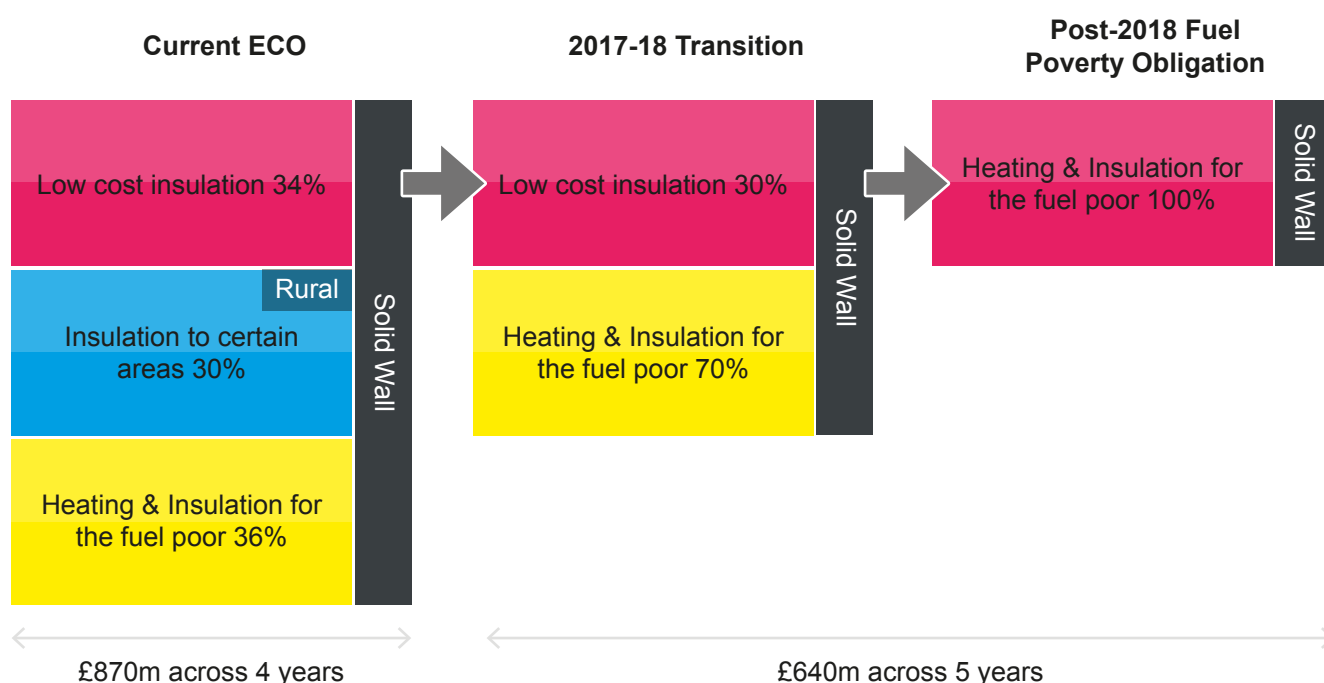 Current ECO
2017-18 Transition
Post-2018 Fuel
Poverty Obligation
Low cost insulation 34%
Rural
Insulation to certain
areas 30%
Heating & Insulation for
the fuel poor 36%
Solid Wall
Low cost insulation 30%
Heating & Insulation for
the fuel poor 70%
Solid Wall
Heating & Insulation for
the fuel poor 100%
Solid Wall
£870m across 4 years
£640m across 5 years